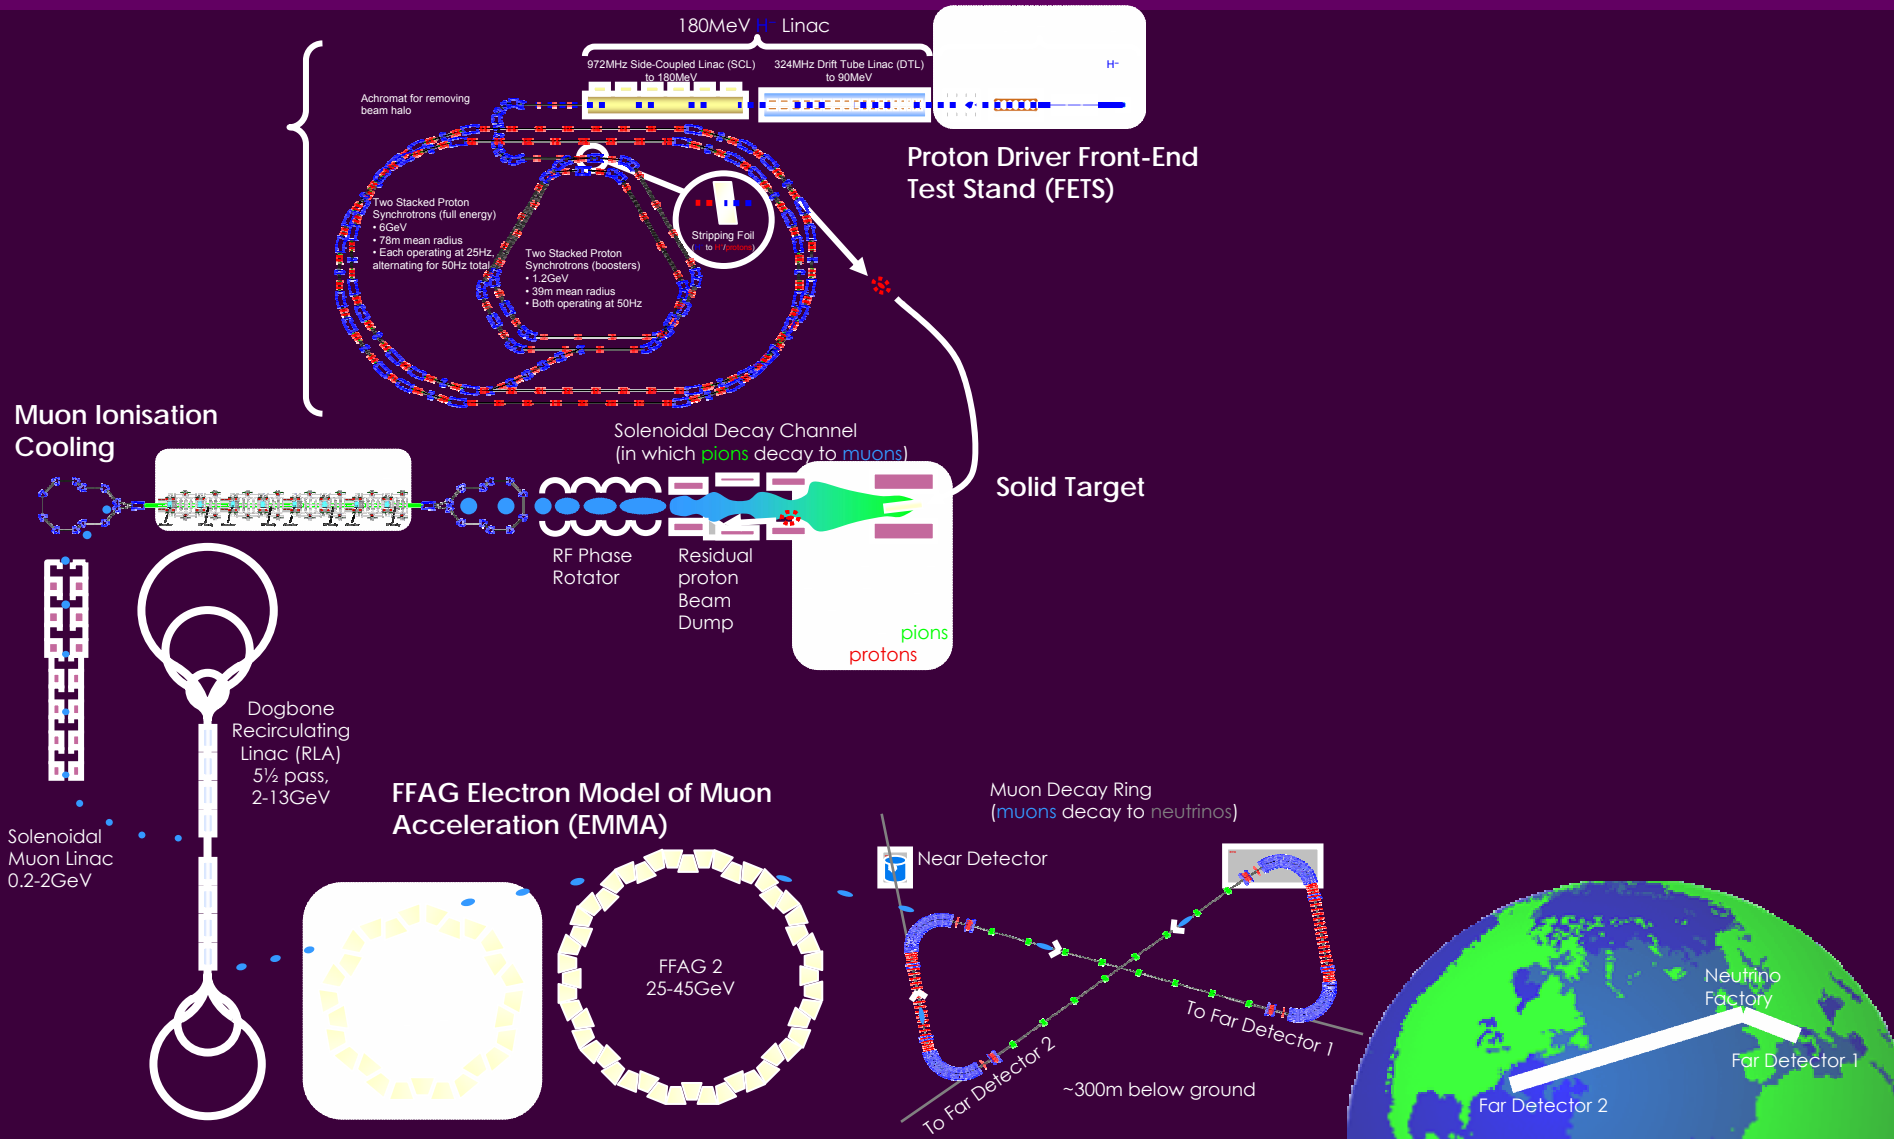 180MeV H⁻ Linac
972MHz Side-Coupled Linac (SCL)
to 180MeV
324MHz Drift Tube Linac (DTL)
to 90MeV
H⁻
Achromat for removing
beam halo
Proton Driver Front-End
Test Stand (FETS)
Two Stacked Proton
Synchrotrons (full energy)
• 6GeV
• 78m mean radius
• Each operating at 25Hz,
alternating for 50Hz total
Two Stacked Proton
Synchrotrons (boosters)
• 1.2GeV
• 39m mean radius
• Both operating at 50Hz
Stripping Foil
( to H⁺/protons)
Muon Ionisation
Cooling
Solenoidal Decay Channel
(in which pions decay to muons)
Solid Target
RF Phase
Rotator
Residual
proton
Beam
Dump
pions
protons
Dogbone
Recirculating
Linac (RLA)
5½ pass,
2-13GeV
Solenoidal
Muon Linac
0.2-2GeV
FFAG Electron Model of Muon
Acceleration (EMMA)
FFAG 2
25-45GeV
Muon Decay Ring
(muons decay to neutrinos)
Near Detector
To Far Detector 1
To Far Detector 2
~300m below ground
Neutrino
Factory
Far Detector 1
Far Detector 2